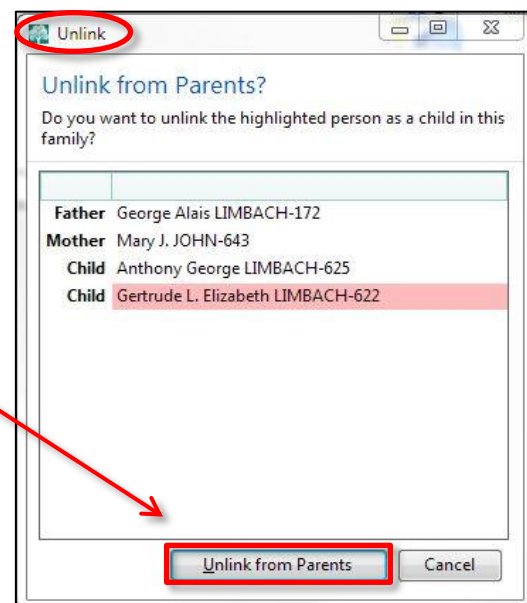 Unlink
Unlink from Parents?
Do you want to unlink the highlighted person as a child in this
family?
Father George Alais LIMBACH-172
Mother Mary J. JOHN-643
Child Anthony George LIMBACH-625
Child Gertrude L. Elizabeth LIMBACH-622
Unlink from Parents Cancel